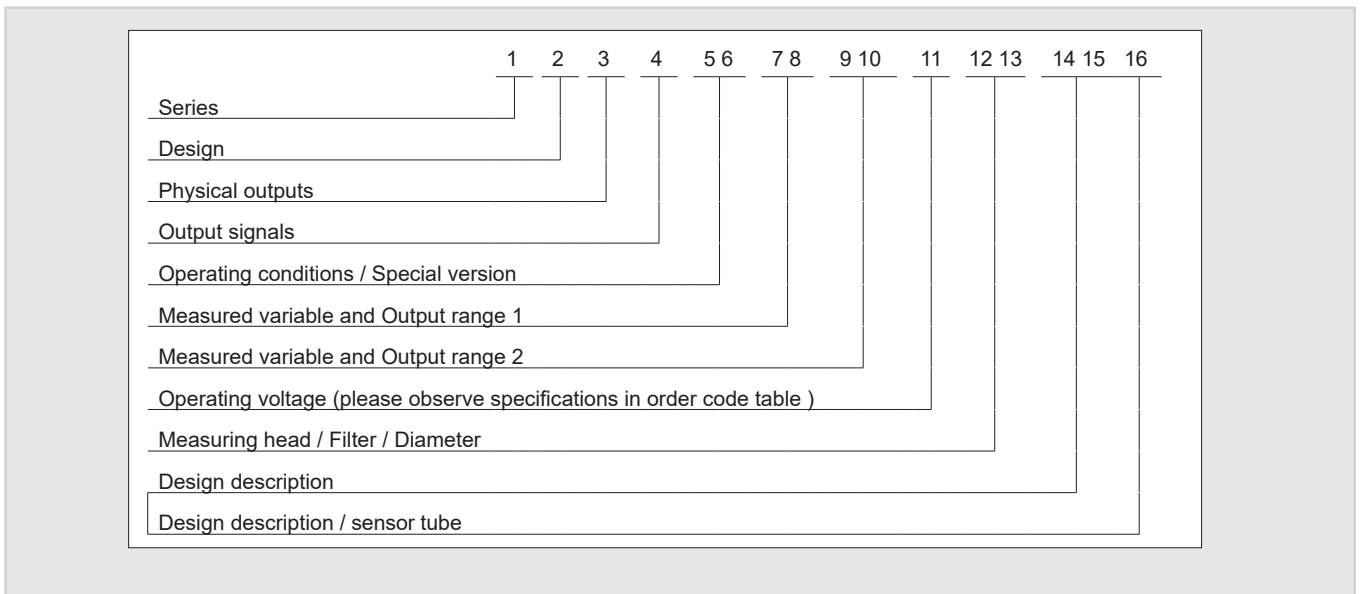 1 2 3 4 5 6 7 8 9 10 11 12 13 14 15 16
Series
Design
Physical outputs
Output signals
Operating conditions / Special version
Measured variable and Output range 1
Measured variable and Output range 2
Operating voltage (please observe specifications in order code table )
Measuring head / Filter / Diameter
Design description
Design description / sensor tube